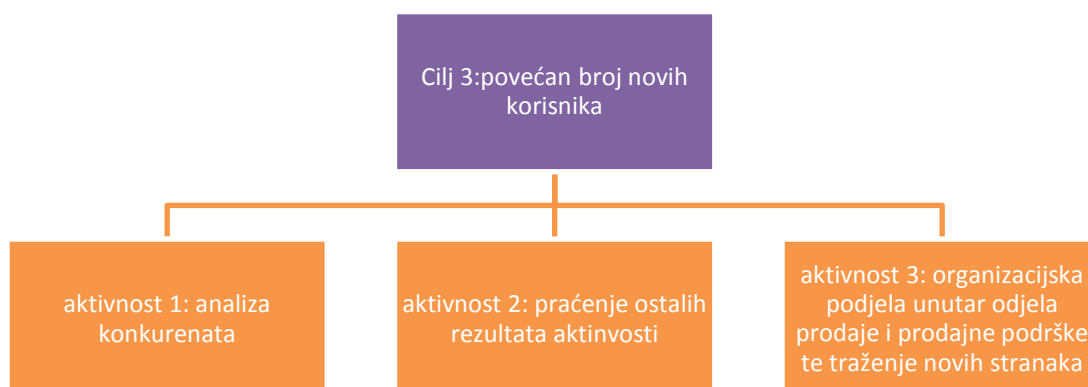 Cilj 3:povećan broj novih
korisnika
aktivnost 1: analiza
konkurenata
aktivnost 2: praćenje ostalih
rezultata aktinvosti
aktivnost 3: organizacijska
podjela unutar odjela
prodaje i prodajne podrške
te traženje novih stranaka